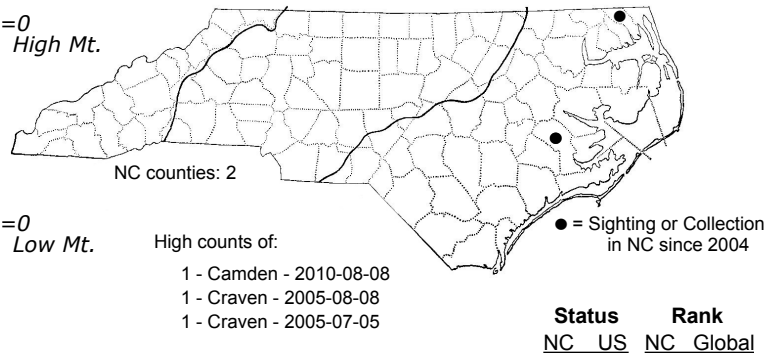 =0
High Mt.
NC counties: 2
=0
Low Mt.
High counts of:
1 - Camden - 2010-08-08
1 - Craven - 2005-08-08
1 - Craven - 2005-07-05
● = Sighting or Collection
in NC since 2004
Status Rank
NC US NC Global